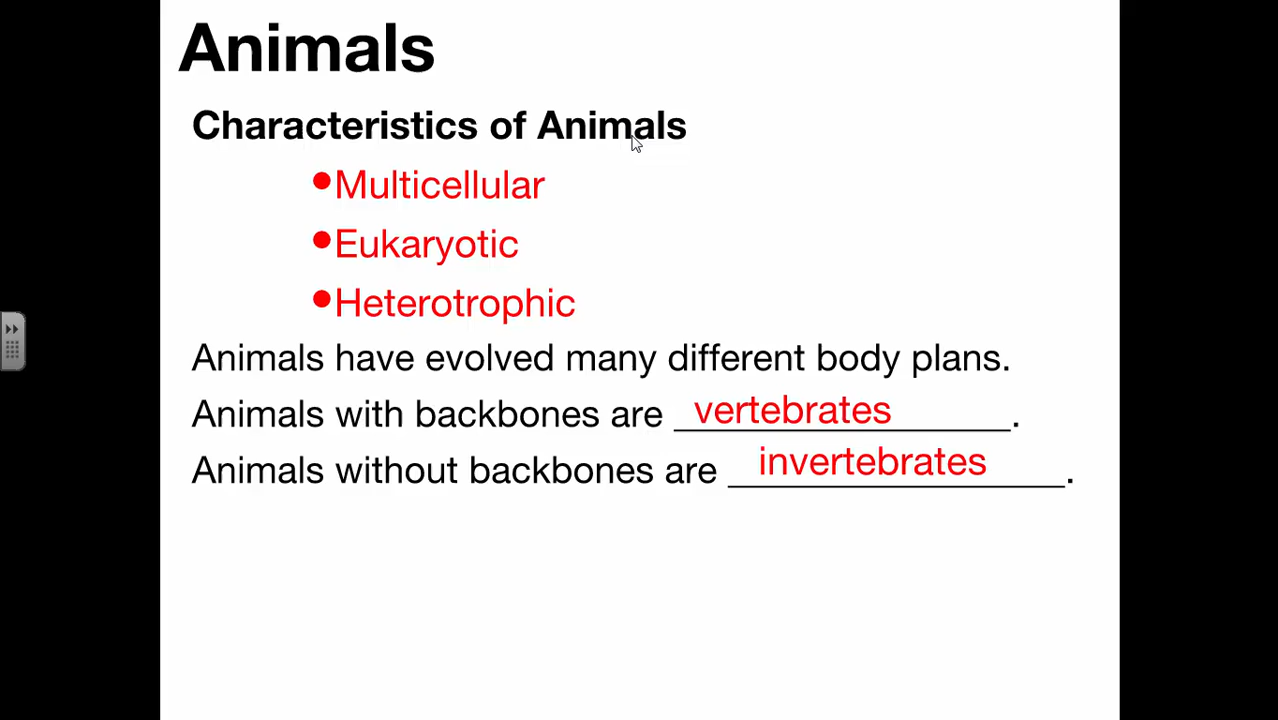 Animals
Characteristics of Animals
•Multicellular
•Eukaryotic
•Heterotrophic
Animals have evolved many different body plans.
Animals with backbones are vertebrates.
Animals without backbones are invertebrates.